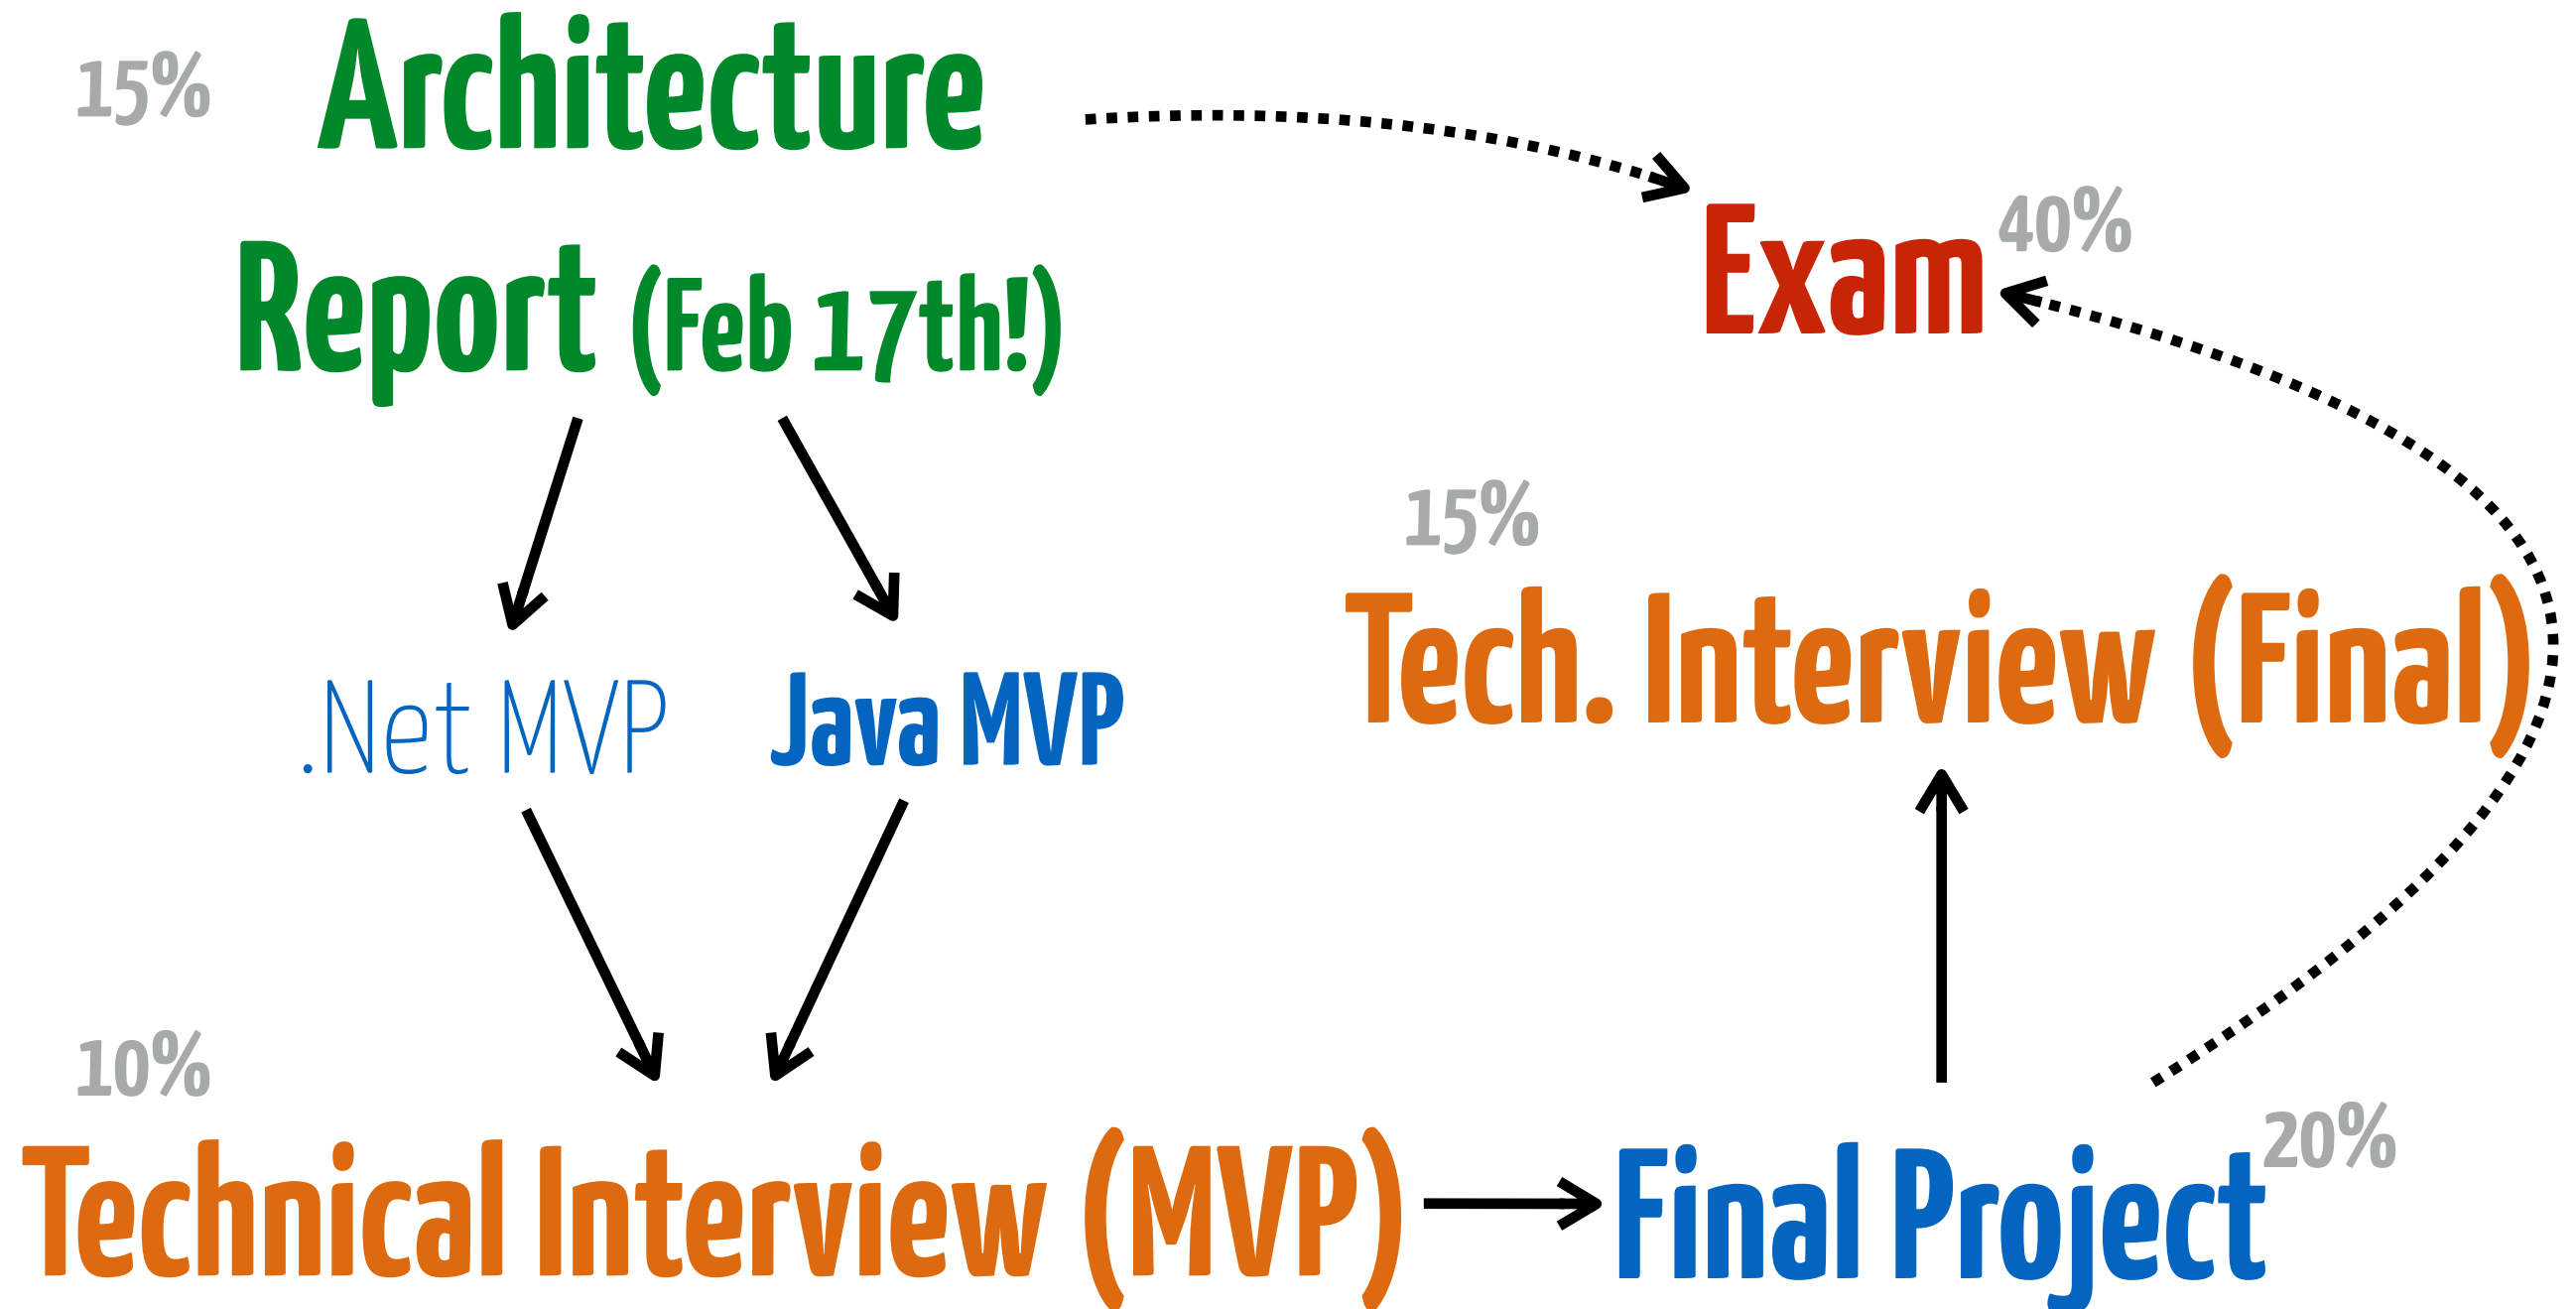 15%
Architecture
Report (Feb 17th!)
.Net MVP
Java MVP
10%
Technical Interview (MVP)
Final Project
20%
15%
Tech. Interview (Final)
Exam
40%